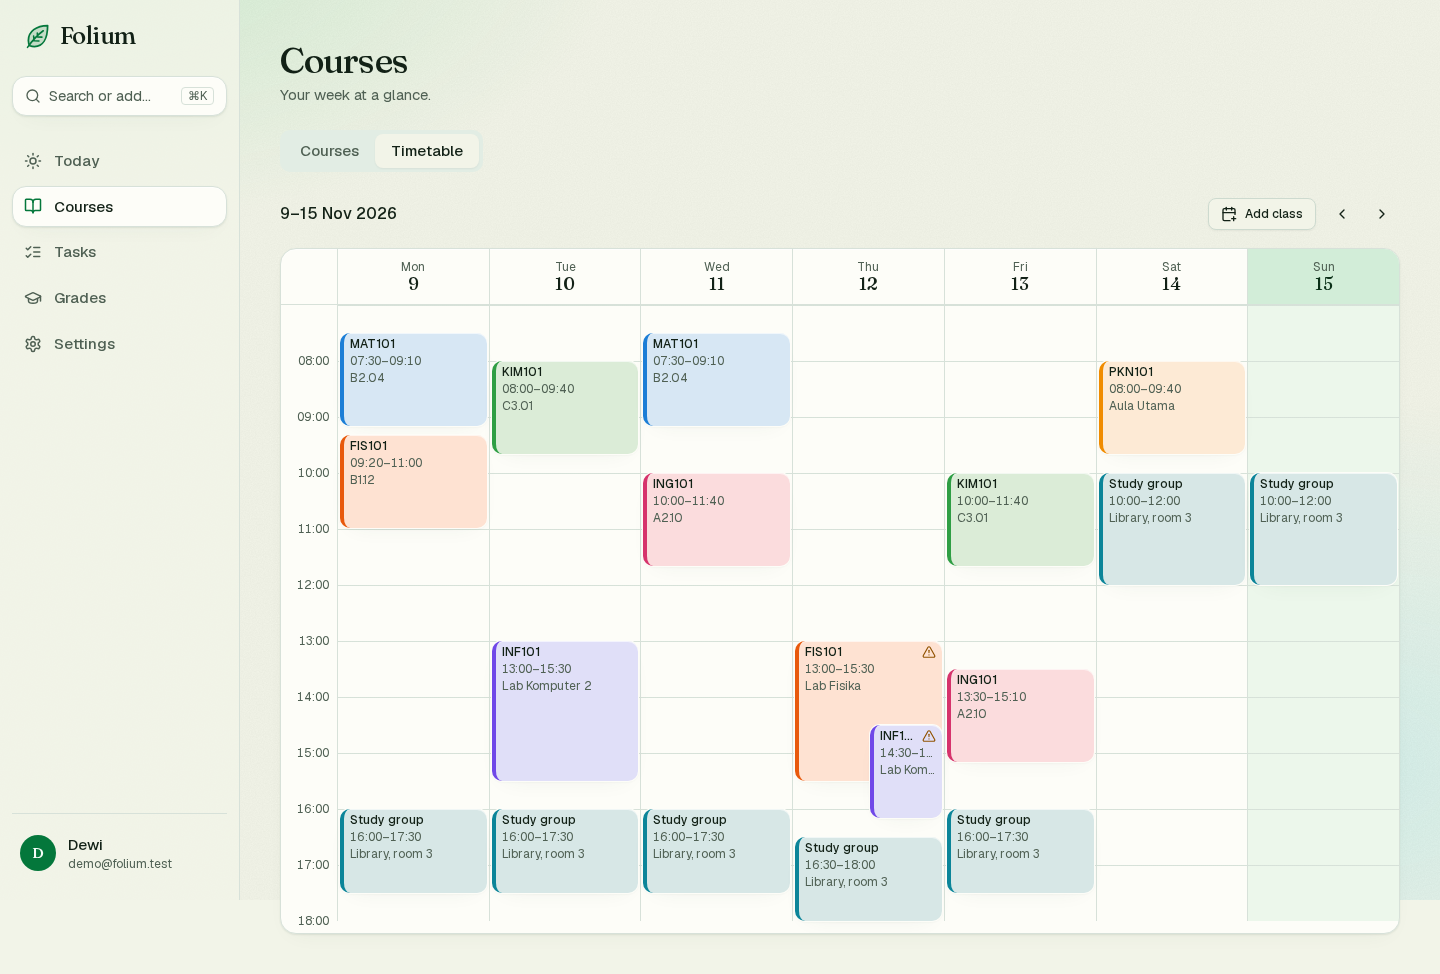 Folium
Search or add... ⌘K
Today
Courses
Tasks
Grades
Settings
D
Dewi
demo@folium.test
Courses
Your week at a glance.
Courses Timetable
9–15 Nov 2026
Add class
Mon 9
Tue 10
Wed 11
Thu 12
Fri 13
Sat 14
Sun 15
08:00
09:00
10:00
11:00
12:00
13:00
14:00
15:00
16:00
17:00
18:00
MAT101
07:30–09:10
B2.04
FIS101
09:20–11:00
B1.12
Study group
16:00–17:30
Library, room 3
KIM101
08:00–09:40
C3.01
INF101
13:00–15:30
Lab Komputer 2
Study group
16:00–17:30
Library, room 3
MAT101
07:30–09:10
B2.04
ING101
10:00–11:40
A2.10
Study group
16:00–17:30
Library, room 3
FIS101
13:00–15:30
Lab Fisika
INF1...
14:30–1...
Lab Kom...
Study group
16:30–18:00
Library, room 3
KIM101
10:00–11:40
C3.01
ING101
13:30–15:10
A2.10
Study group
16:00–17:30
Library, room 3
PKN101
08:00–09:40
Aula Utama
Study group
10:00–12:00
Library, room 3
Study group
10:00–12:00
Library, room 3